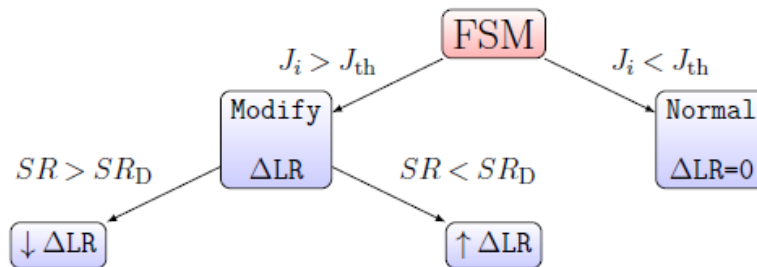 FSM
J_i > J_th
J_i < J_th
Modify
ΔLR
Normal
ΔLR=0
SR > SR_D
SR < SR_D
↓ ΔLR
↑ ΔLR